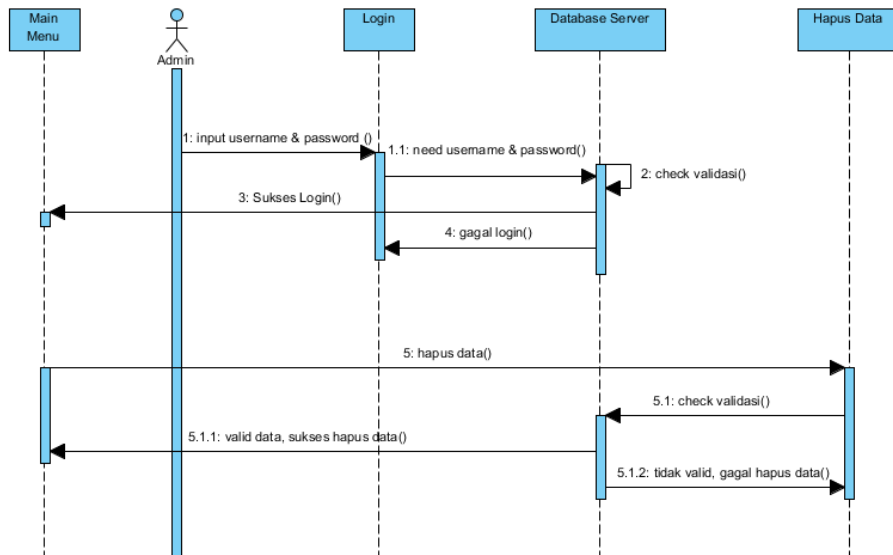 Main
Menu
Admin
Login
Database Server
Hapus Data
1: input username & password ()
1.1: need username & password()
2: check validasi()
3: Sukses Login()
4: gagal login()
5: hapus data()
5.1: check validasi()
5.1.1: valid data, sukses hapus data()
5.1.2: tidak valid, gagal hapus data()